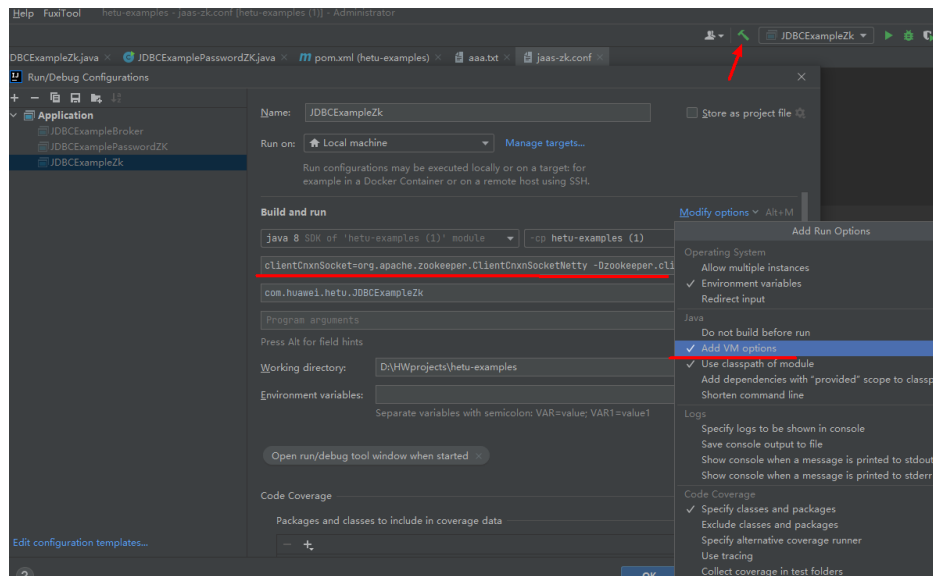 Help FuxiTool hetu-examples - jaas-zk.conf [hetu-examples (1)] - Administrator
JDBCExampleZk
DBCExampleZk.java
JDBCExamplePasswordZK.java
pom.xml (hetu-examples)
aaa.txt
jaas-zk.conf
Run/Debug Configurations
Application
JDBCExampleBroker
JDBCExamplePasswordZK
JDBCExampleZk
Edit configuration templates...
Name: JDBCExampleZk
Store as project file
Run on: Local machine
Manage targets...
Run configurations may be executed locally or on a target: for
example in a Docker Container or on a remote host using SSH.
Build and run
Modify options Alt+M
java 8 SDK of 'hetu-examples (1)' module
-cp hetu-examples (1)
clientCnxnSocket=org.apache.zookeeper.ClientCnxnSocketNetty -Dzookeeper.cli
com.huawei.hetu.JDBCExampleZk
Program arguments
Press Alt for field hints
Working directory: D:\HWprojects\hetu-examples
Environment variables:
Separate variables with semicolon: VAR=value; VAR1=value1
Open run/debug tool window when started
Code Coverage
Packages and classes to include in coverage data
OK
Add Run Options
Operating System
Allow multiple instances
Environment variables
Redirect input
Java
Do not build before run
Add VM options
Use classpath of module
Add dependencies with "provided" scope to classp
Shorten command line
Logs
Specify logs to be shown in console
Save console output to file
Show console when a message is printed to stdout
Show console when a message is printed to stderr
Code Coverage
Specify classes and packages
Exclude classes and packages
Specify alternative coverage runner
Use tracing
Collect coverage in test folders